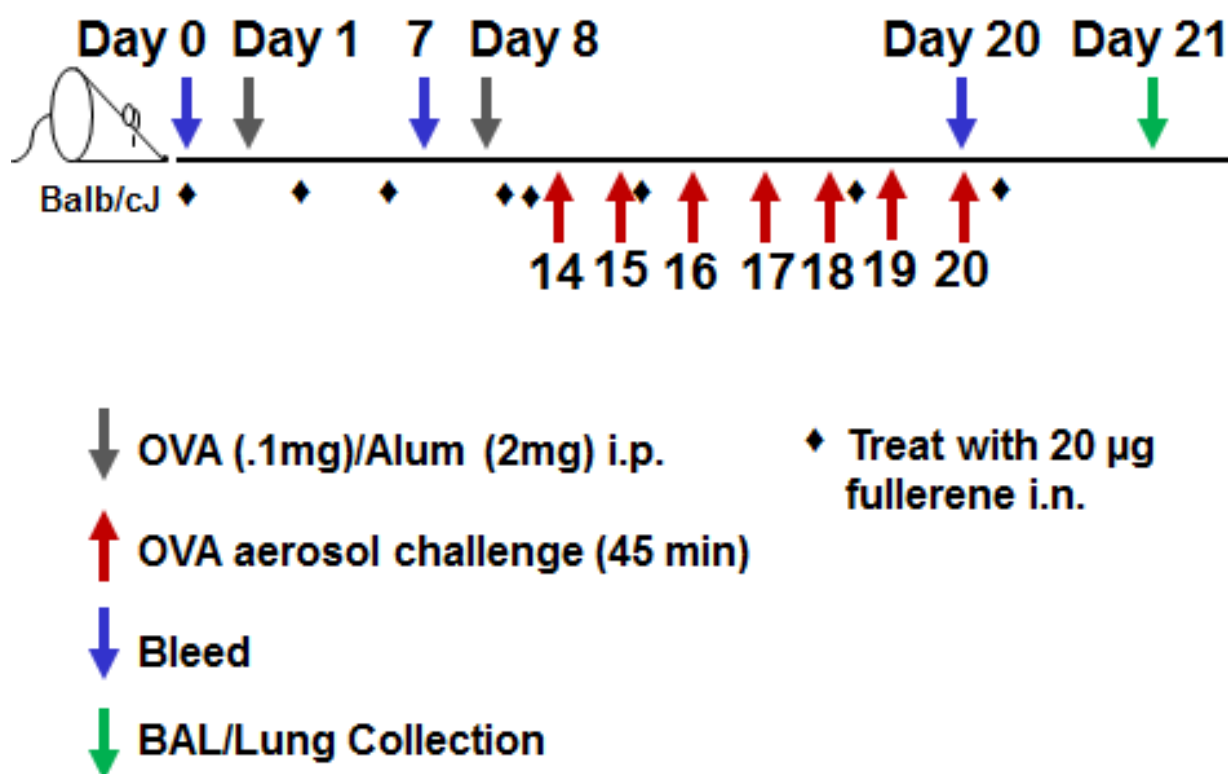 Day 0 Day 1 7 Day 8 Day 20 Day 21
Balb/cJ
14 15 16 17 18 19 20
OVA (.1mg)/Alum (2mg) i.p.
Treat with 20 µg
fullerene i.n.
OVA aerosol challenge (45 min)
Bleed
BAL/Lung Collection